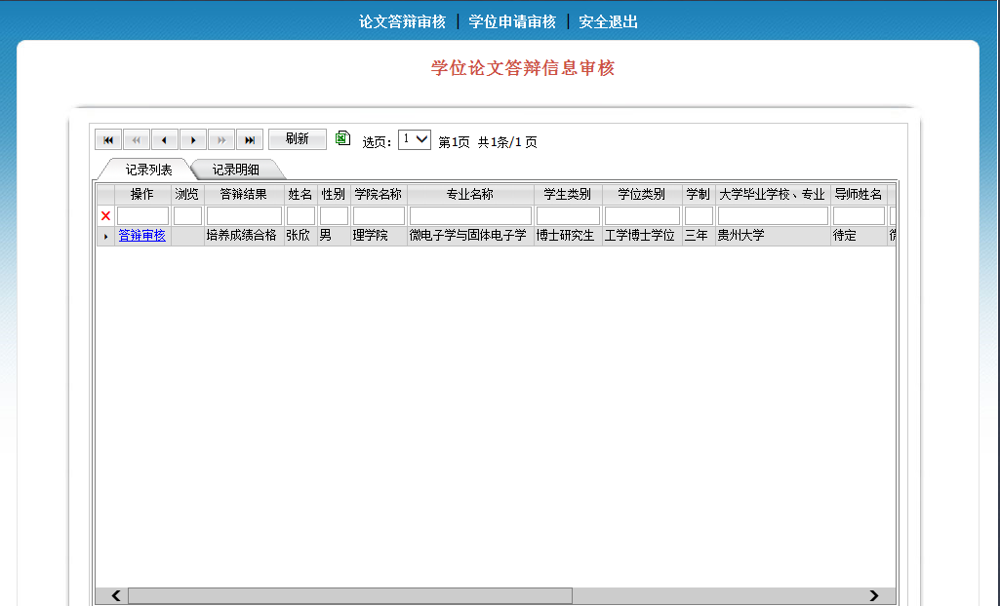 论文答辩审核 | 学位申请审核 | 安全退出
学位论文答辩信息审核
刷新 选页： 1 第1页 共1条/1 页
记录列表 记录明细
操作 浏览 答辩结果 姓名 性别 学院名称 专业名称 学生类别 学位类别 学制 大学毕业学校、专业 导师姓名
答辩审核 培养成绩合格 张欣 男 理学院 微电子学与固体电子学 博士研究生 工学博士学位 三年 贵州大学 待定